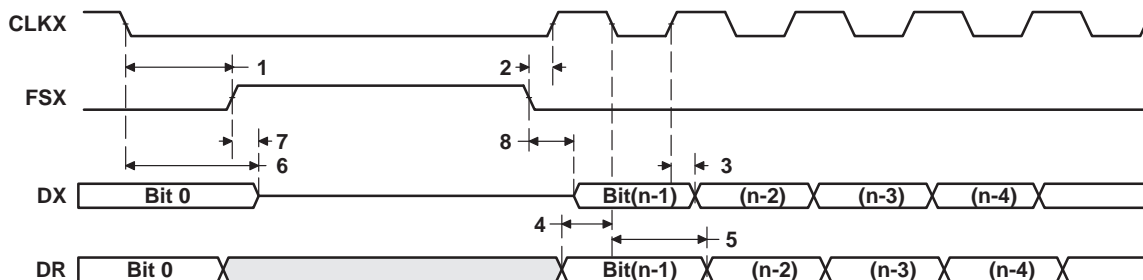 CLKX
1
2
FSX
7
8
6
3
DX
Bit 0
Bit(n-1)
(n-2)
(n-3)
(n-4)
4
5
DR
Bit 0
Bit(n-1)
(n-2)
(n-3)
(n-4)